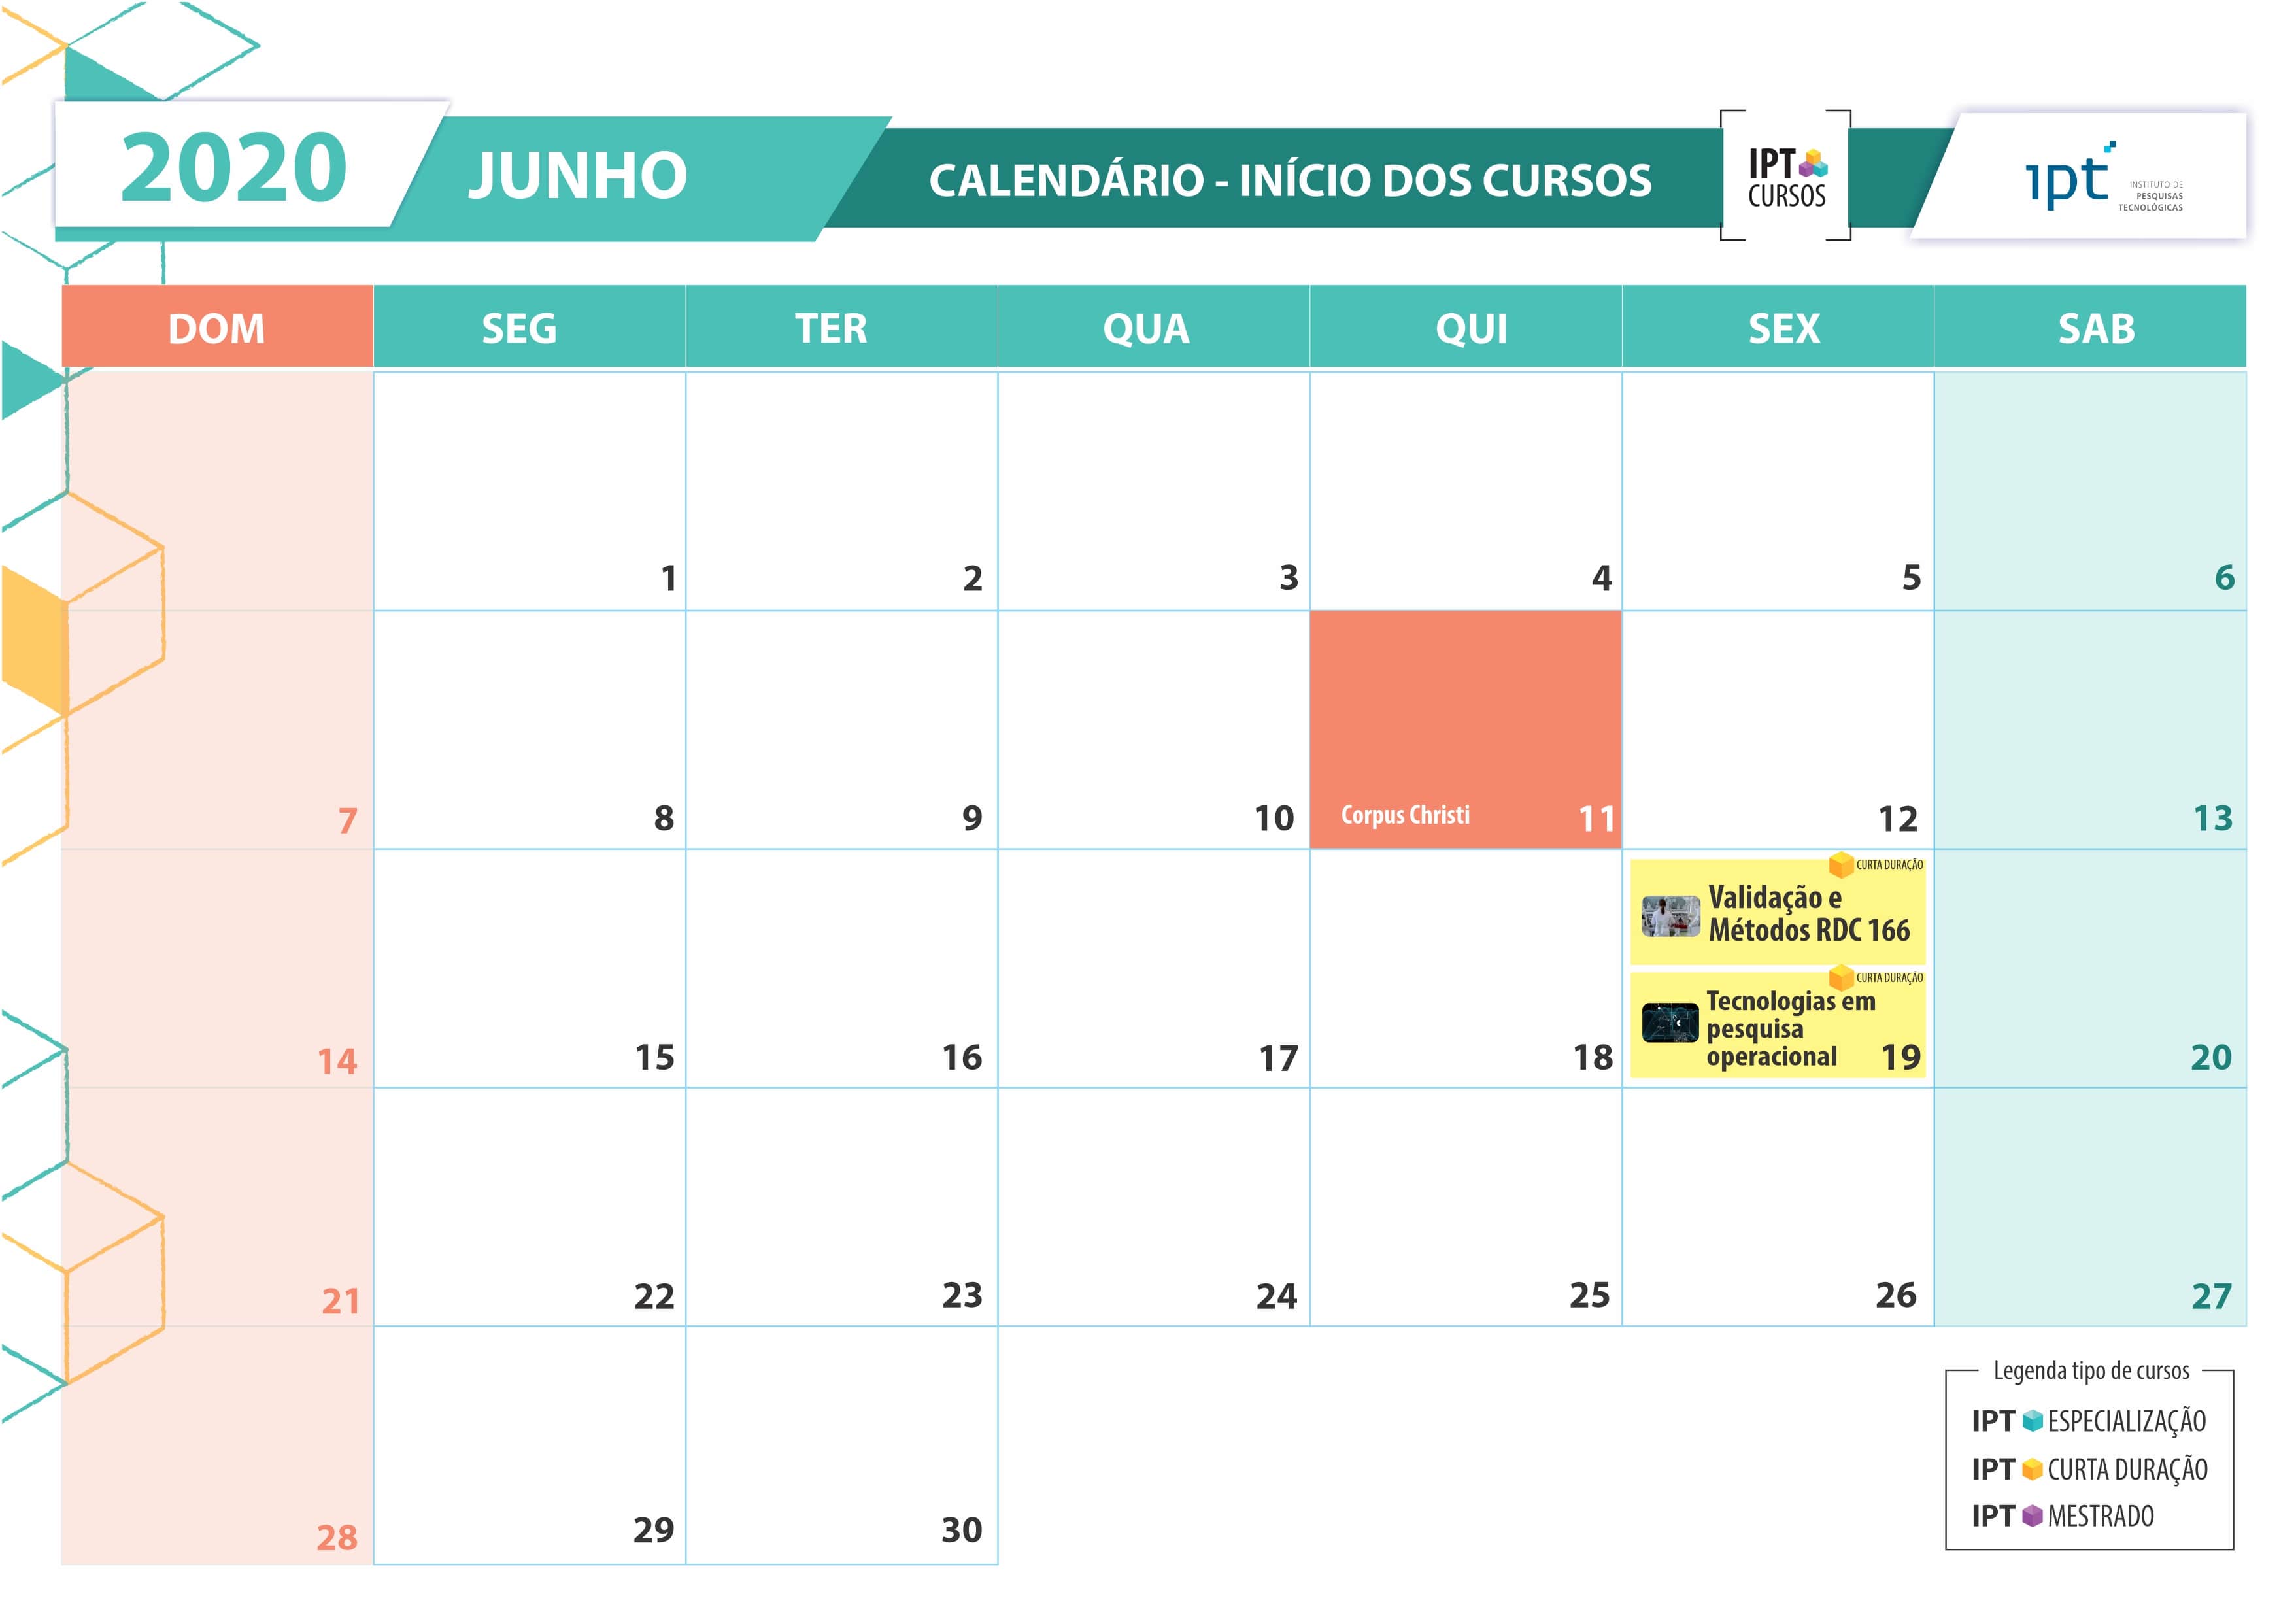 2020
JUNHO
CALENDÁRIO - INÍCIO DOS CURSOS
IPT
CURSOS
ipt
INSTITUTO DE
PESQUISAS
TECNOLÓGICAS
DOM SEG TER QUA QUI SEX SAB
1 2 3 4 5 6
7 8 9 10 Corpus Christi 11 12 13
CURTA DURAÇÃO
Validação e
Métodos RDC 166
CURTA DURAÇÃO
Tecnologias em
pesquisa
operacional
14 15 16 17 18 19 20
21 22 23 24 25 26 27
28 29 30
Legenda tipo de cursos
IPT ESPECIALIZAÇÃO
IPT CURTA DURAÇÃO
IPT MESTRADO